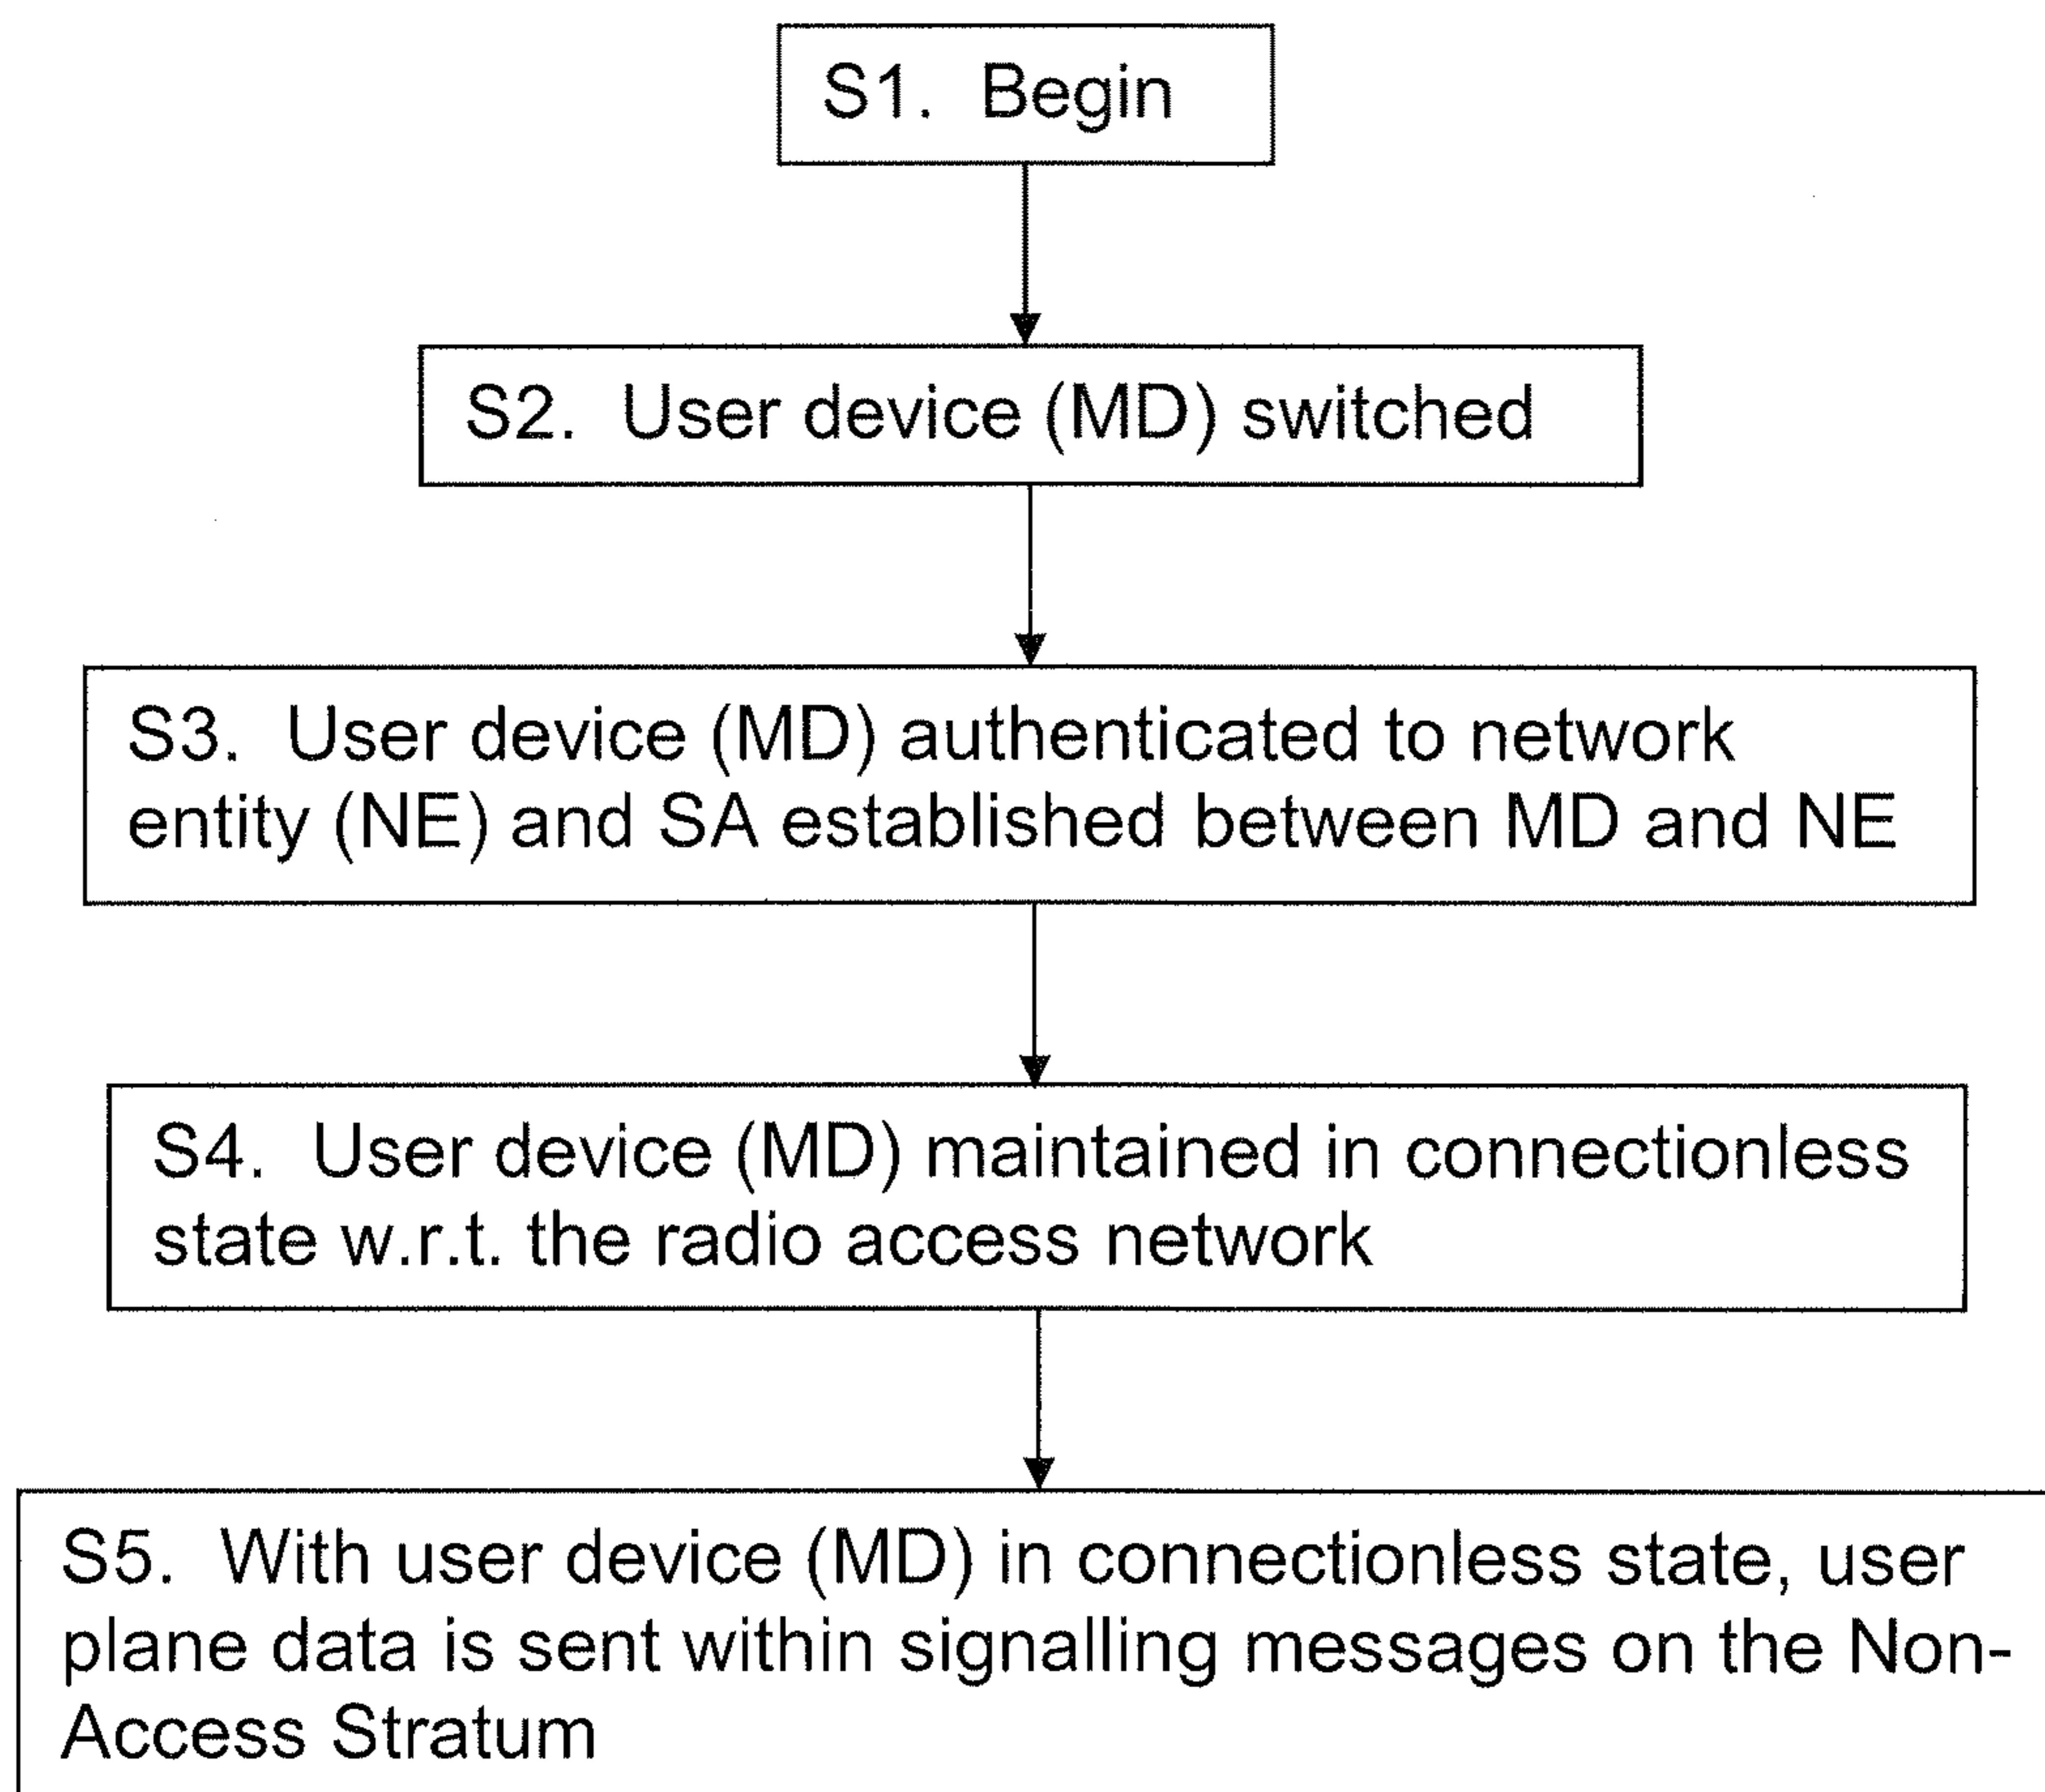 S1. Begin
S2. User device (MD) switched
S3. User device (MD) authenticated to network
entity (NE) and SA established between MD and NE
S4. User device (MD) maintained in connectionless
state w.r.t. the radio access network
S5. With user device (MD) in connectionless state, user
plane data is sent within signalling messages on the Non-
Access Stratum